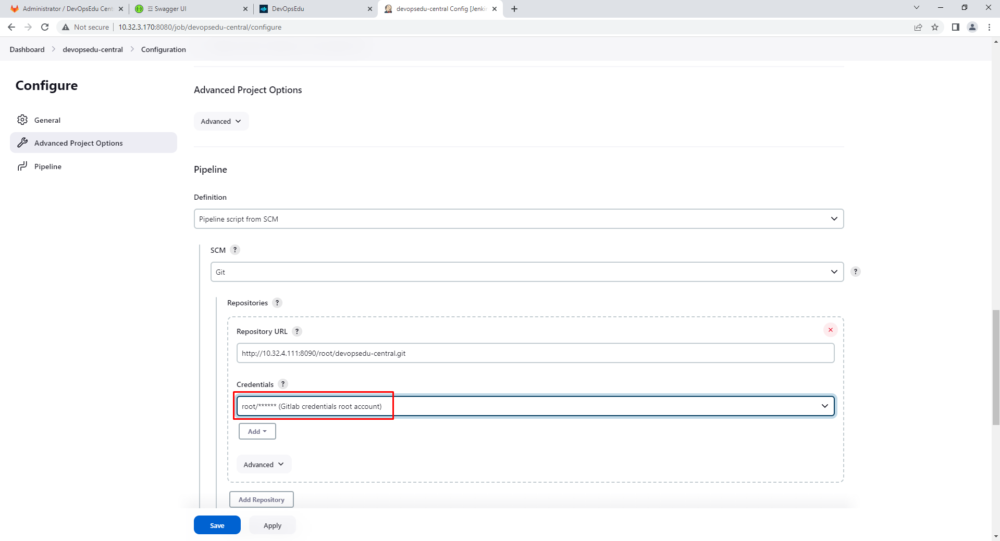 Administrator / DevOpsEdu Cent
Swagger UI
DevOpsEdu
devopsedu-central Config [Jenki
Not secure
10.32.3.170:8080/job/devopsedu-central/configure
Dashboard
devopsedu-central
Configuration
Configure
General
Advanced Project Options
Pipeline
Advanced Project Options
Advanced
Pipeline
Definition
Pipeline script from SCM
SCM ?
Git
?
Repositories ?
Repository URL ?
http://10.32.4.111:8090/root/devopsedu-central.git
Credentials ?
root/****** (Gitlab credentials root account)
Add
Advanced
Add Repository
Save
Apply